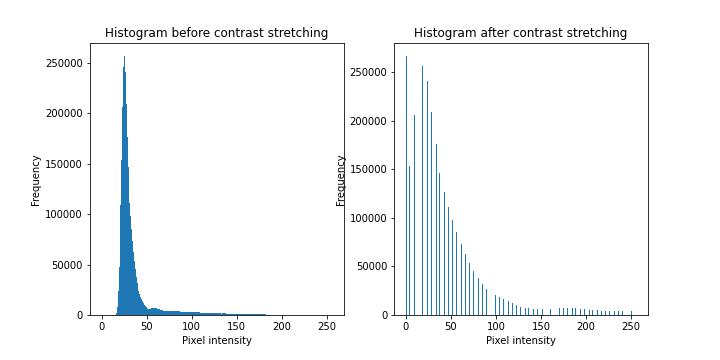 Histogram before contrast stretching
250000
200000
150000
100000
50000
0
Frequency
0 50 100 150 200 250
Pixel intensity
Histogram after contrast stretching
250000
200000
150000
100000
50000
0
Frequency
0 50 100 150 200 250
Pixel intensity